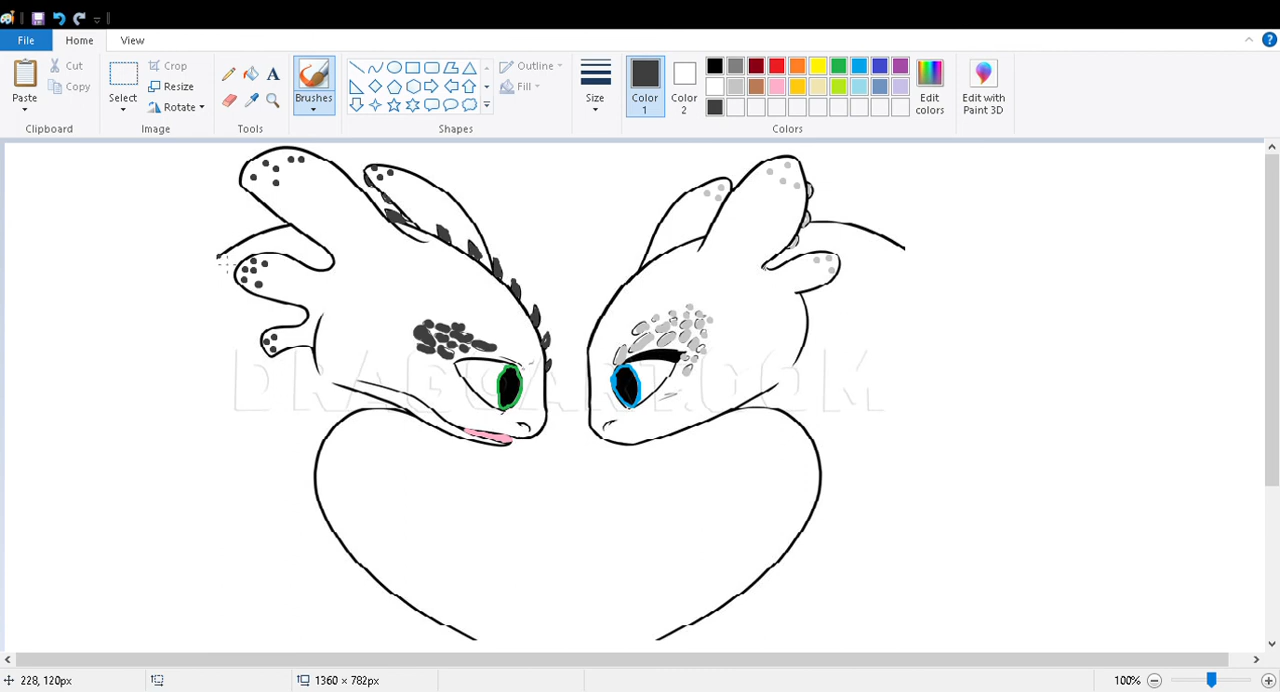 File Home View
Paste Cut Copy
Clipboard
Select Crop Resize Rotate
Image
A
Tools
Brushes
Outline
Fill
Shapes
Size
Color 1
Color 2
Edit colors
Colors
Edit with Paint 3D
DRAGOART.COM
228, 120px 1360 × 782px 100%